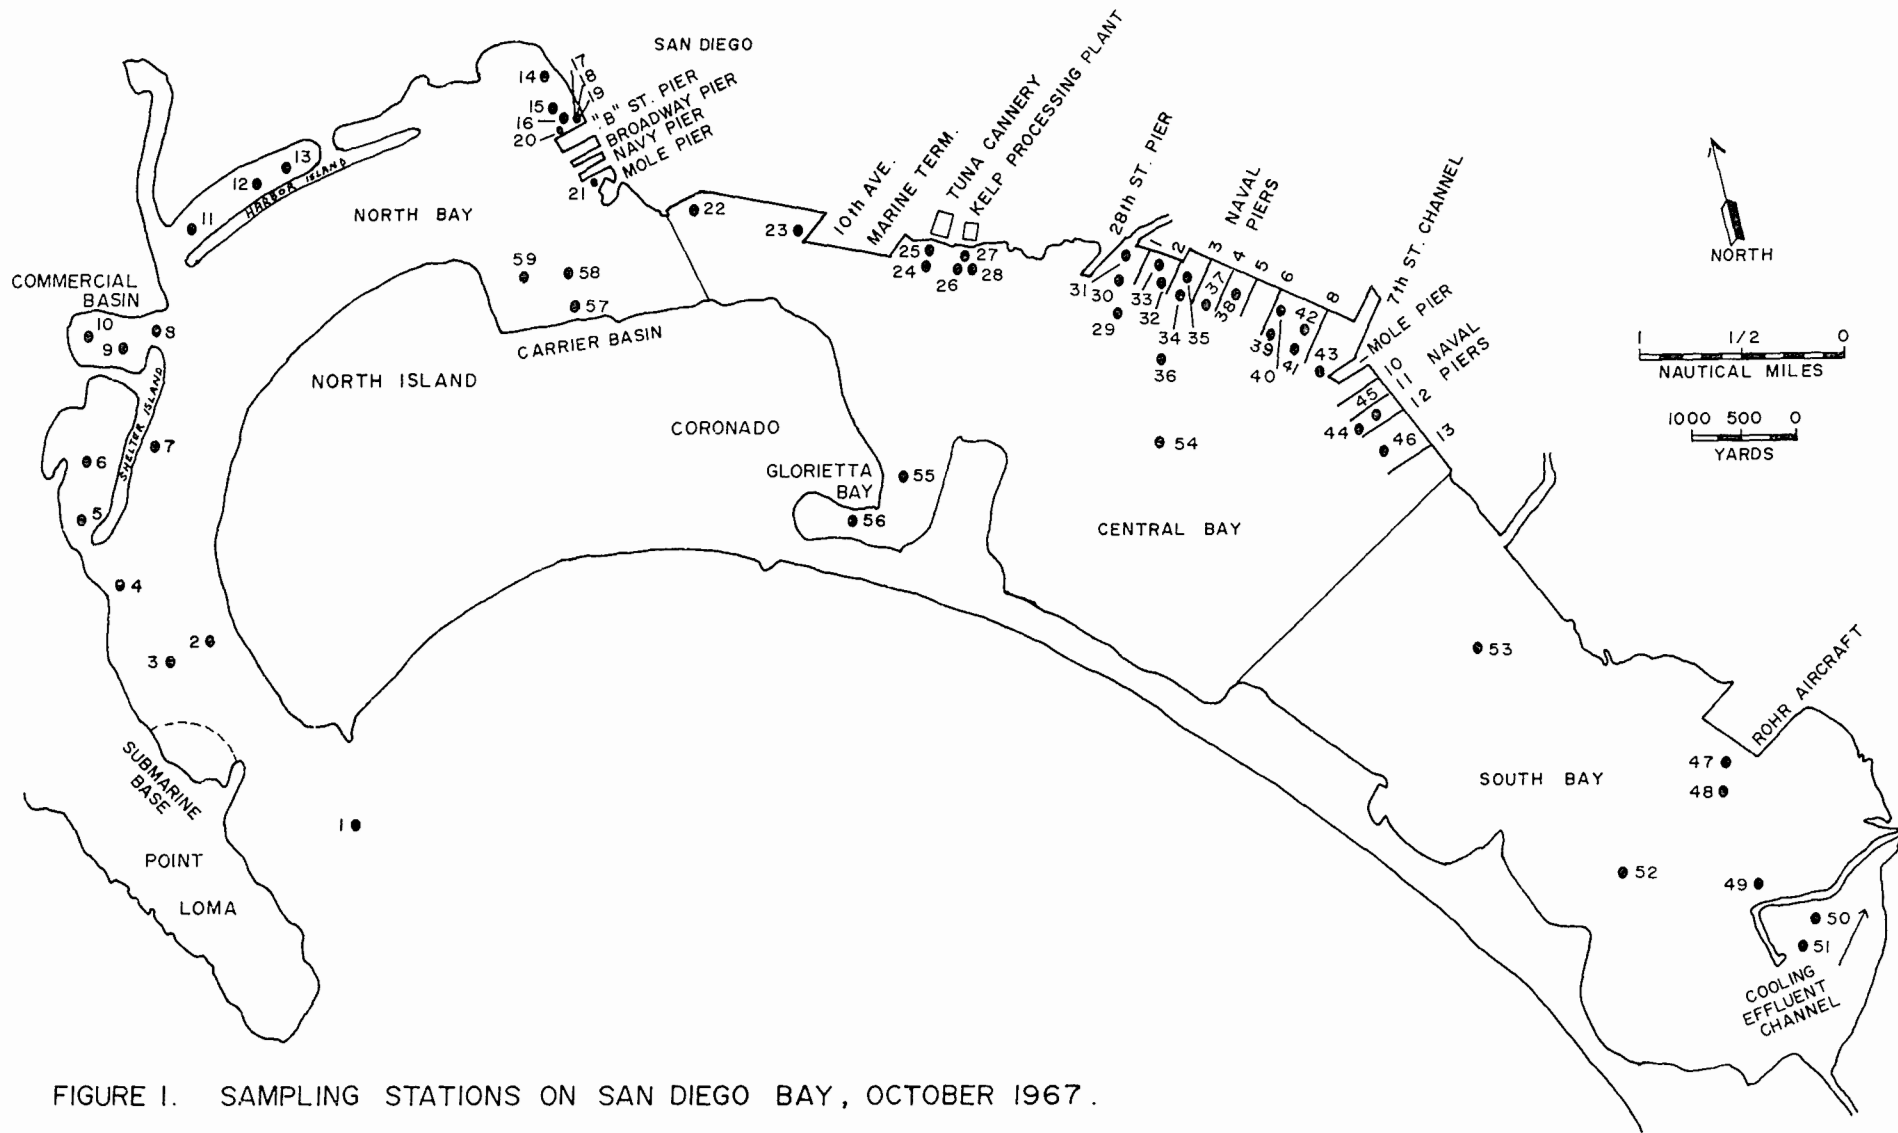 SAN DIEGO
14
17
18
19
15
16
20
"B" ST. PIER
BROADWAY PIER
NAVY PIER
MOLE PIER
21
13
12
HARBOR ISLAND
11
NORTH BAY
22
23
10th AVE.
MARINE TERM.
TUNA CANNERY
KELP PROCESSING PLANT
25
24
27
26
28
28th ST. PIER
NAVAL
PIERS
1
2
3
4
5
6
8
7th ST. CHANNEL
NORTH
31
30
29
33
32
34
35
37
38
36
39
40
42
41
43
MOLE PIER
10
11
12
13
NAVAL
PIERS
45
44
46
1 1/2 0
NAUTICAL MILES
1000 500 0
YARDS
COMMERCIAL
BASIN
10
9
8
59
58
57
CARRIER BASIN
NORTH ISLAND
SHELTER ISLAND
7
6
5
4
2
3
CORONADO
GLORIETTA
BAY
55
56
54
CENTRAL BAY
53
ROHR AIRCRAFT
47
48
SOUTH BAY
52
49
50
51
COOLING
EFFLUENT
CHANNEL
SUBMARINE
BASE
1
POINT
LOMA
FIGURE 1. SAMPLING STATIONS ON SAN DIEGO BAY, OCTOBER 1967.